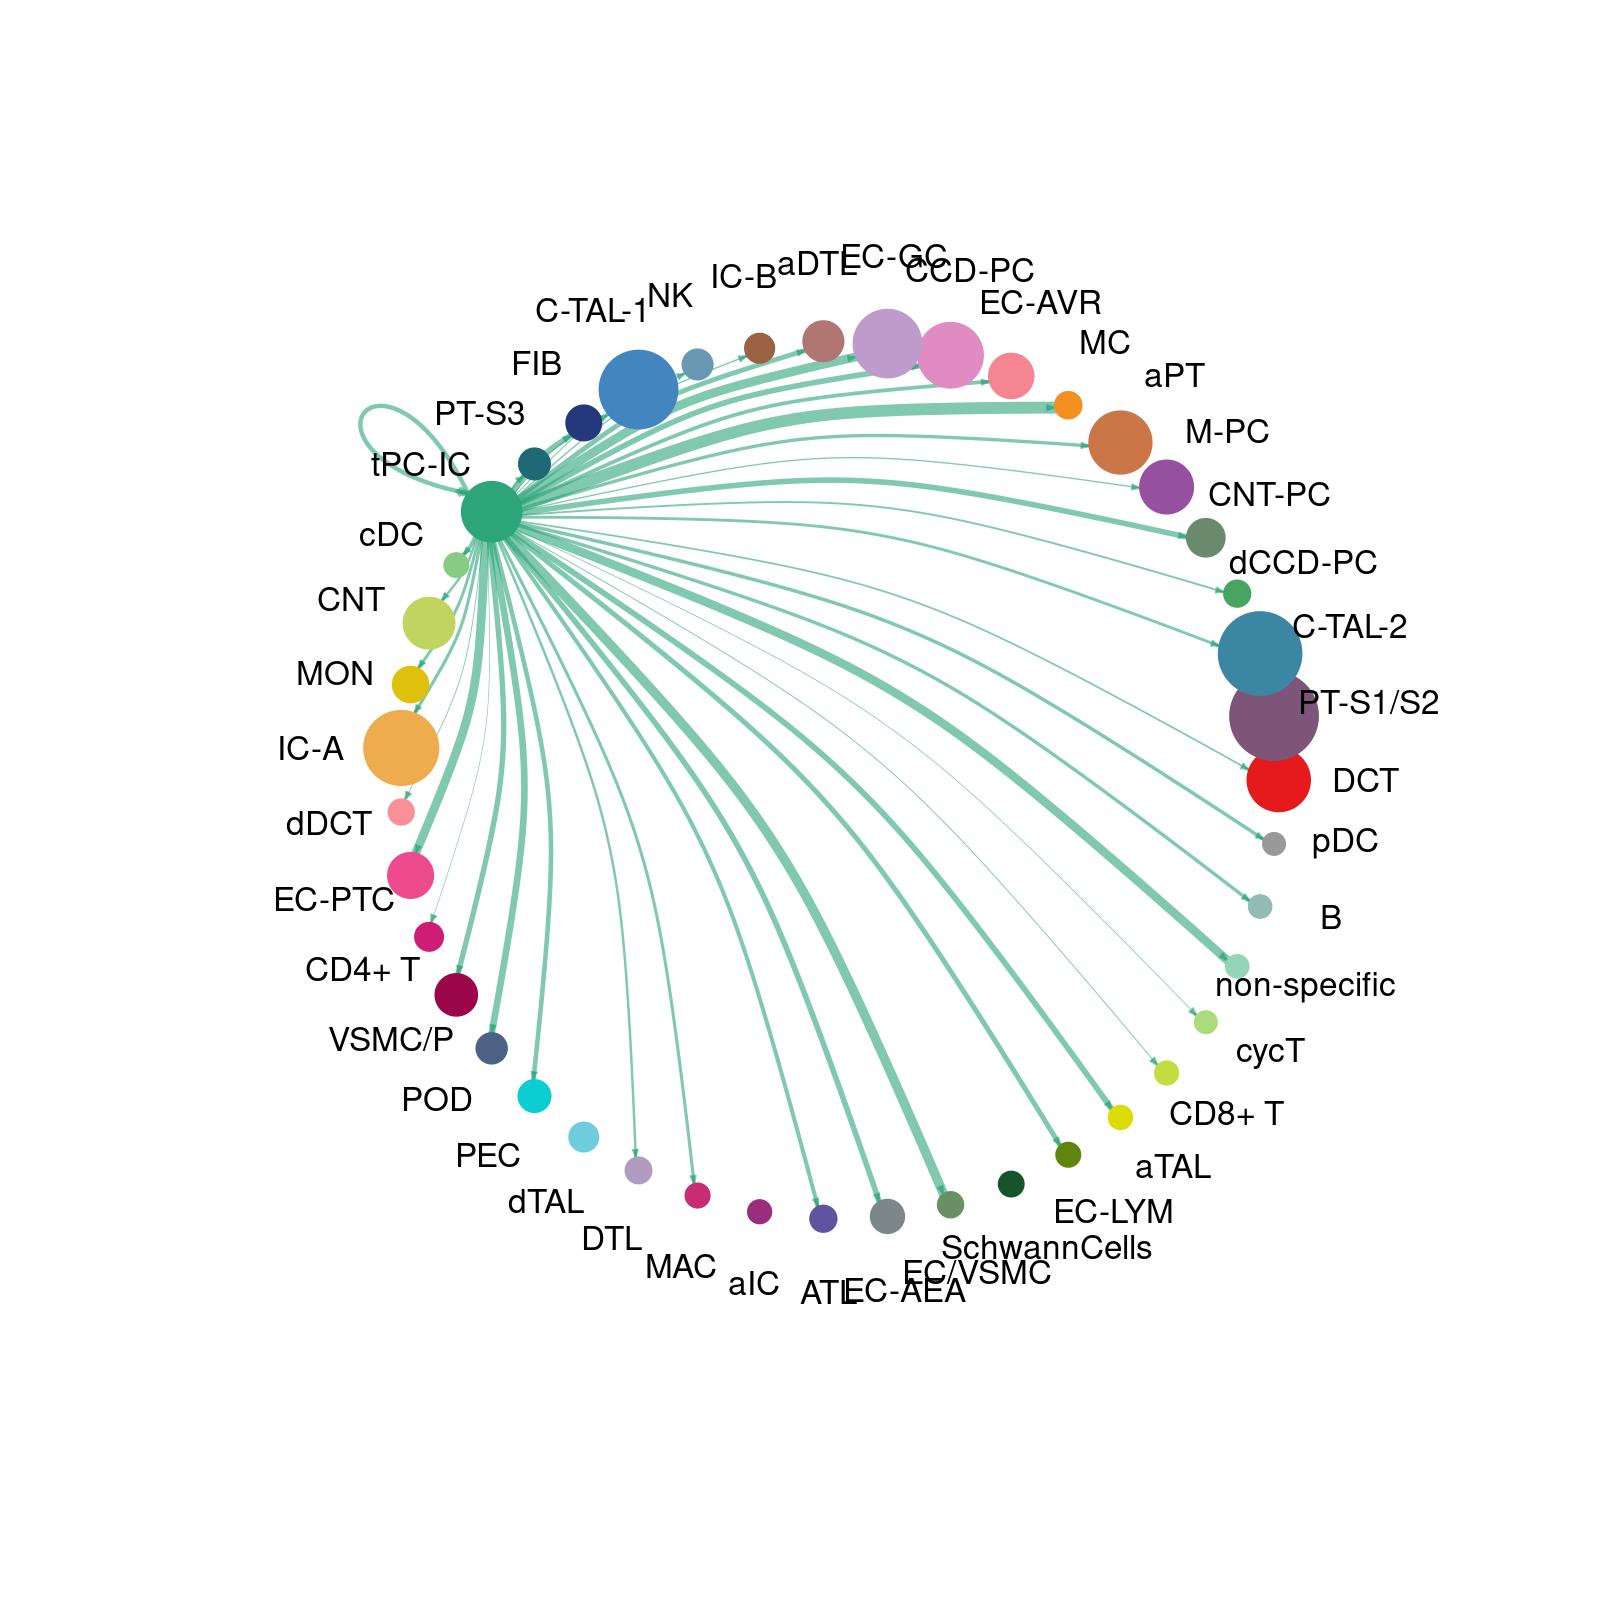 EC-GC
aDTL
CCD-PC
IC-B
NK
EC-AVR
C-TAL-1
MC
FIB
aPT
PT-S3
M-PC
tPC-IC
CNT-PC
cDC
dCCD-PC
CNT
C-TAL-2
MON
PT-S1/S2
IC-A
DCT
dDCT
pDC
EC-PTC
B
CD4+ T
non-specific
VSMC/P
cycT
POD
CD8+ T
PEC
aTAL
dTAL
EC-LYM
DTL
SchwannCells
MAC
EC/VSMC
aIC
ATL
EC-AEA